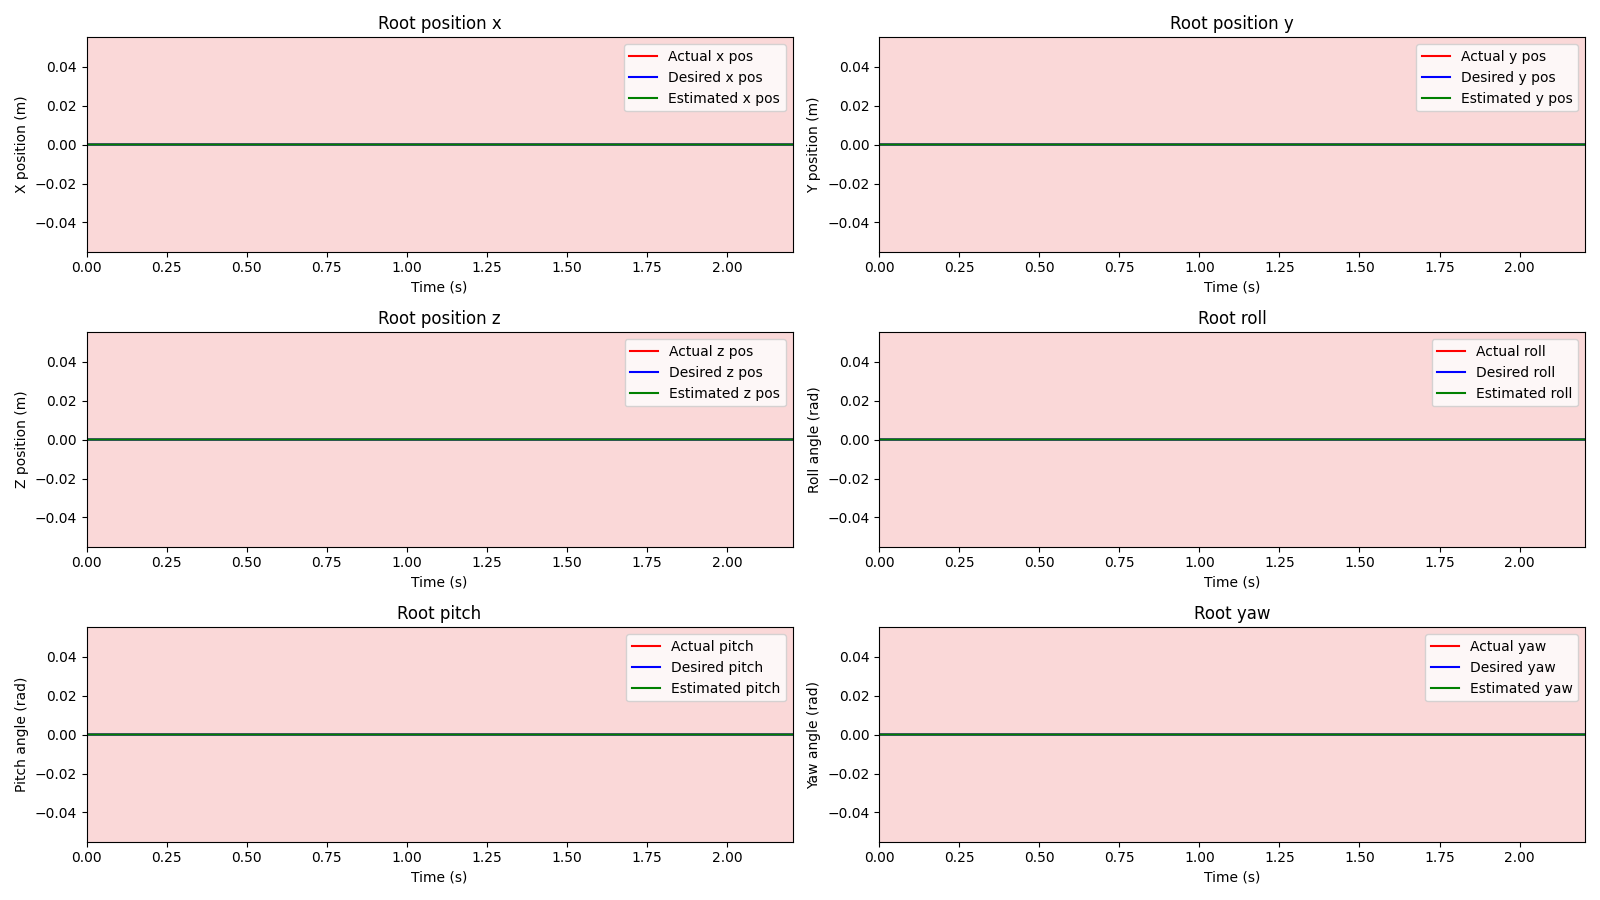 Root position x
X position (m)
0.04
0.02
0.00
−0.02
−0.04
Actual x pos
Desired x pos
Estimated x pos
0.00 0.25 0.50 0.75 1.00 1.25 1.50 1.75 2.00
Time (s)
Root position y
Y position (m)
0.04
0.02
0.00
−0.02
−0.04
Actual y pos
Desired y pos
Estimated y pos
0.00 0.25 0.50 0.75 1.00 1.25 1.50 1.75 2.00
Time (s)
Root position z
Z position (m)
0.04
0.02
0.00
−0.02
−0.04
Actual z pos
Desired z pos
Estimated z pos
0.00 0.25 0.50 0.75 1.00 1.25 1.50 1.75 2.00
Time (s)
Root roll
Roll angle (rad)
0.04
0.02
0.00
−0.02
−0.04
Actual roll
Desired roll
Estimated roll
0.00 0.25 0.50 0.75 1.00 1.25 1.50 1.75 2.00
Time (s)
Root pitch
Pitch angle (rad)
0.04
0.02
0.00
−0.02
−0.04
Actual pitch
Desired pitch
Estimated pitch
0.00 0.25 0.50 0.75 1.00 1.25 1.50 1.75 2.00
Time (s)
Root yaw
Yaw angle (rad)
0.04
0.02
0.00
−0.02
−0.04
Actual yaw
Desired yaw
Estimated yaw
0.00 0.25 0.50 0.75 1.00 1.25 1.50 1.75 2.00
Time (s)